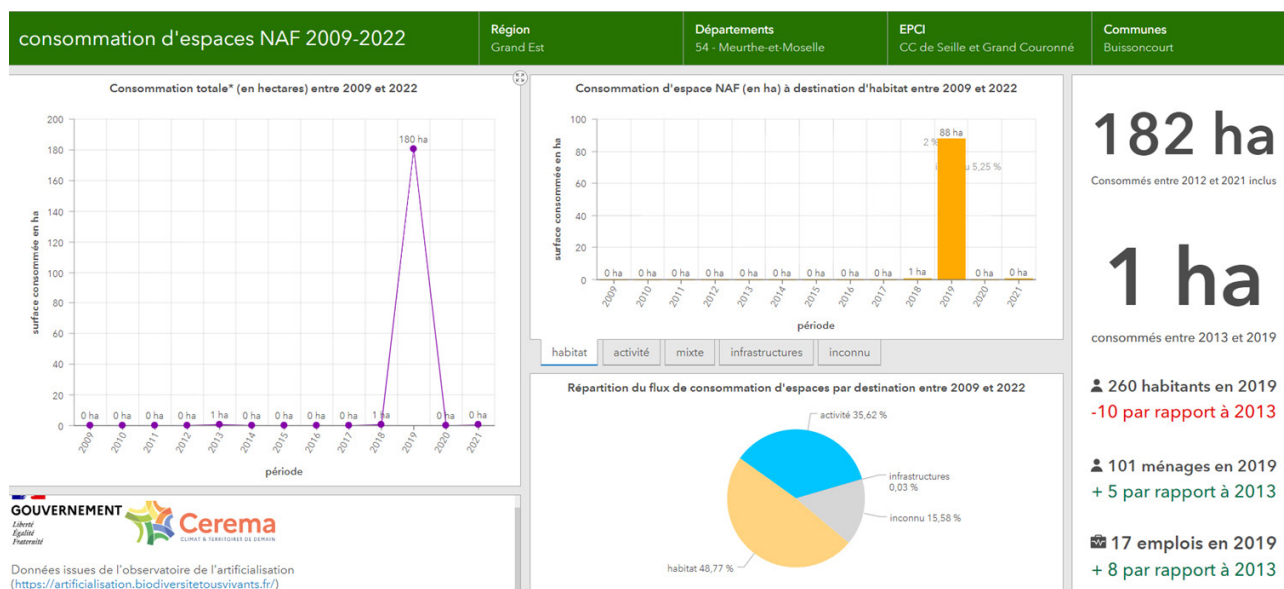 consommation d'espaces NAF 2009-2022
Région
Grand Est
Départements
54 - Meurthe-et-Moselle
EPCI
CC de Seille et Grand Couronné
Communes
Buissoncourt
Consommation totale* (en hectares) entre 2009 et 2022
surface consommée en ha
200
180
160
140
120
100
80
60
40
20
0
0 ha 0 ha 0 ha 0 ha 1 ha 0 ha 0 ha 0 ha 0 ha 1 ha 180 ha 0 ha 0 ha
2009 2010 2011 2012 2013 2014 2015 2016 2017 2018 2019 2020 2021
période
Consommation d'espace NAF (en ha) à destination d'habitat entre 2009 et 2022
surface consommée en ha
100
80
60
40
20
0
0 ha 0 ha 0 ha 0 ha 0 ha 0 ha 0 ha 0 ha 0 ha 1 ha 88 ha 0 ha 0 ha
2 %
u 5,25 %
2009 2010 2011 2012 2013 2014 2015 2016 2017 2018 2019 2020 2021
période
habitat activité mixte infrastructures inconnu
Répartition du flux de consommation d'espaces par destination entre 2009 et 2022
activité 35,62 %
infrastructures
0,03 %
inconnu 15,58 %
habitat 48,77 %
182 ha
Consommés entre 2012 et 2021 inclus
1 ha
consommés entre 2013 et 2019
260 habitants en 2019
-10 par rapport à 2013
101 ménages en 2019
+ 5 par rapport à 2013
17 emplois en 2019
+ 8 par rapport à 2013
GOUVERNEMENT
Liberté
Égalité
Fraternité
Cerema
CLIMAT & TERRITOIRES DE DEMAIN
Données issues de l'observatoire de l'artificialisation
(https://artificialisation.biodiversitetousvivants.fr/)